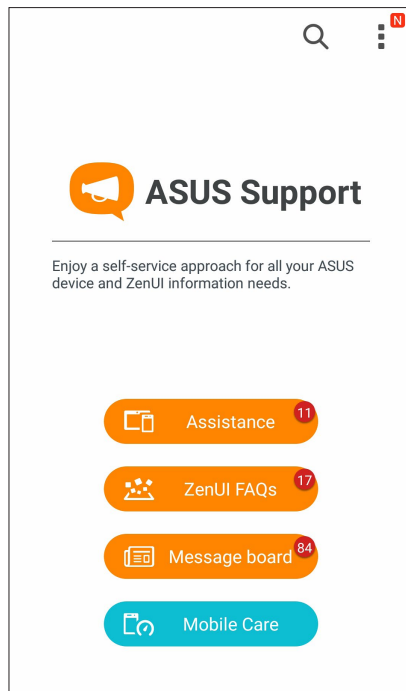 N
ASUS Support
Enjoy a self-service approach for all your ASUS
device and ZenUI information needs.
11
Assistance
17
ZenUI FAQs
84
Message board
Mobile Care